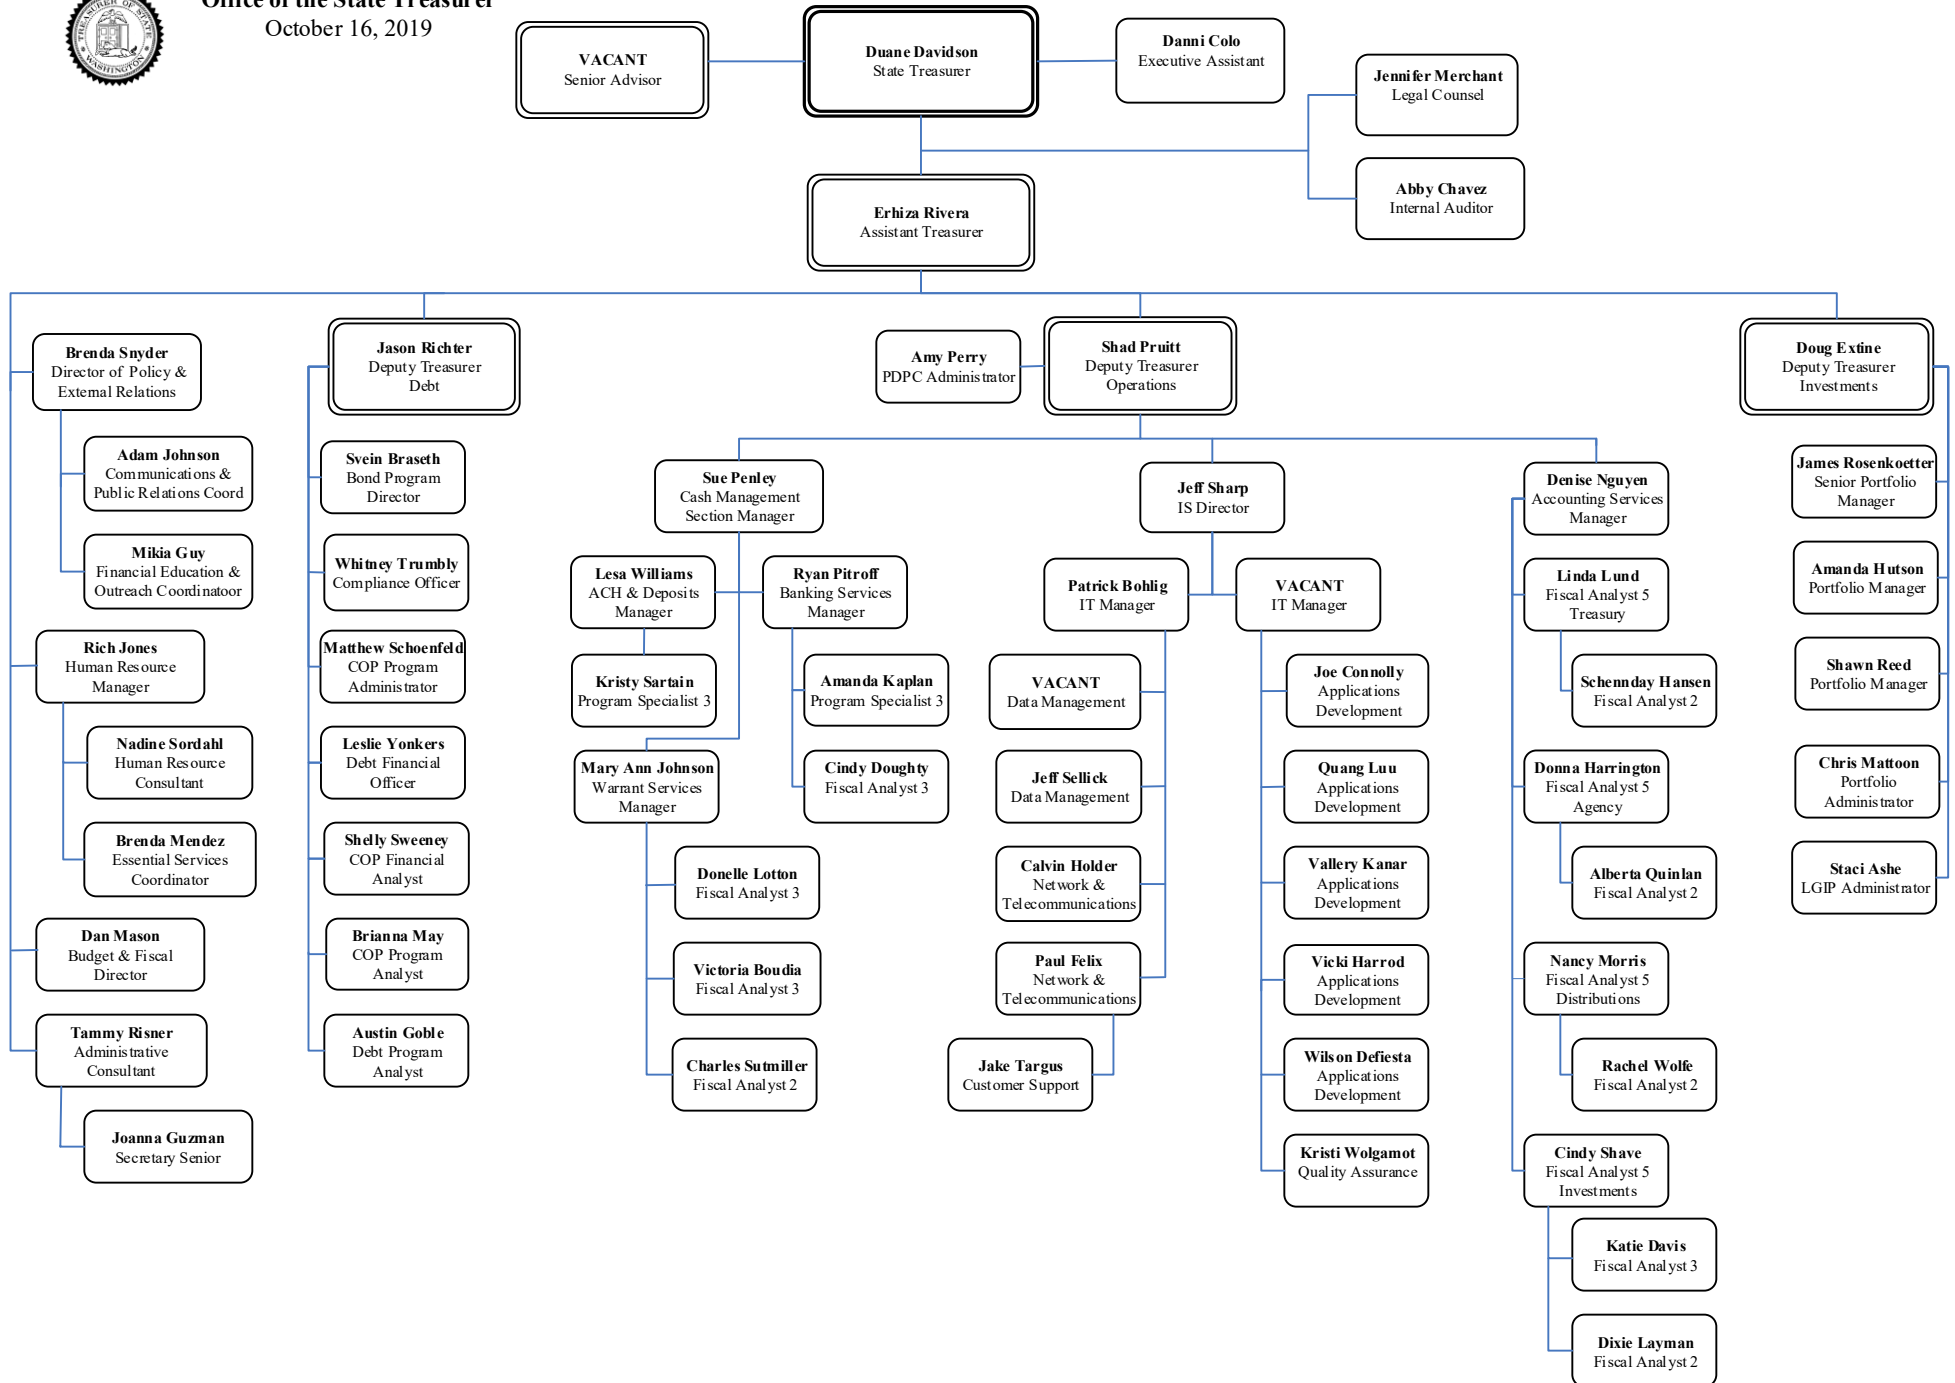 TREASURER OF STATE
WASHINGTON
Office of the State Treasurer
October 16, 2019
VACANT
Senior Advisor
Duane Davidson
State Treasurer
Danni Colo
Executive Assistant
Jennifer Merchant
Legal Counsel
Abby Chavez
Internal Auditor
Erhiza Rivera
Assistant Treasurer
Brenda Snyder
Director of Policy &
External Relations
Adam Johnson
Communications &
Public Relations Coord
Mikia Guy
Financial Education &
Outreach Coordinatoor
Rich Jones
Human Resource
Manager
Nadine Sordahl
Human Resource
Consultant
Brenda Mendez
Essential Services
Coordinator
Dan Mason
Budget & Fiscal
Director
Tammy Risner
Administrative
Consultant
Joanna Guzman
Secretary Senior
Jason Richter
Deputy Treasurer
Debt
Svein Braseth
Bond Program
Director
Whitney Trumbly
Compliance Officer
Matthew Schoenfeld
COP Program
Administrator
Leslie Yonkers
Debt Financial
Officer
Shelly Sweeney
COP Financial
Analyst
Brianna May
COP Program
Analyst
Austin Goble
Debt Program
Analyst
Amy Perry
PDPC Administrator
Shad Pruitt
Deputy Treasurer
Operations
Sue Penley
Cash Management
Section Manager
Lesa Williams
ACH & Deposits
Manager
Kristy Sartain
Program Specialist 3
Ryan Pitroff
Banking Services
Manager
Amanda Kaplan
Program Specialist 3
Cindy Doughty
Fiscal Analyst 3
Mary Ann Johnson
Warrant Services
Manager
Donelle Lotton
Fiscal Analyst 3
Victoria Boudia
Fiscal Analyst 3
Charles Sutmiller
Fiscal Analyst 2
Jeff Sharp
IS Director
Patrick Bohlig
IT Manager
VACANT
Data Management
Jeff Sellick
Data Management
Calvin Holder
Network &
Telecommunications
Paul Felix
Network &
Telecommunications
Jake Targus
Customer Support
VACANT
IT Manager
Joe Connolly
Applications
Development
Quang Luu
Applications
Development
Vallery Kanar
Applications
Development
Vicki Harrod
Applications
Development
Wilson Defiesta
Applications
Development
Kristi Wolgamot
Quality Assurance
Denise Nguyen
Accounting Services
Manager
Linda Lund
Fiscal Analyst 5
Treasury
Schennday Hansen
Fiscal Analyst 2
Donna Harrington
Fiscal Analyst 5
Agency
Alberta Quinlan
Fiscal Analyst 2
Nancy Morris
Fiscal Analyst 5
Distributions
Rachel Wolfe
Fiscal Analyst 2
Cindy Shave
Fiscal Analyst 5
Investments
Katie Davis
Fiscal Analyst 3
Dixie Layman
Fiscal Analyst 2
Doug Extine
Deputy Treasurer
Investments
James Rosenkoetter
Senior Portfolio
Manager
Amanda Hutson
Portfolio Manager
Shawn Reed
Portfolio Manager
Chris Mattoon
Portfolio
Administrator
Staci Ashe
LGIP Administrator